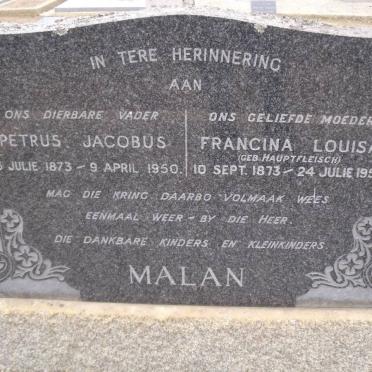 IN TERE HERINNERING
AAN
ONS DIERBARE VADER
PETRUS JACOBUS
JULIE 1873 - 9 APRIL 1950.
ONS GELIEFDE MOEDER
FRANCINA LOUISA
(GEB. HAUPTFLEISCH)
10 SEPT. 1873 - 24 JULIE
MAG DIE KRING DAARBO VOLMAAK WEES
EENMAAL WEER - BY DIE HEER.
DIE DANKBARE KINDERS EN KLEINKINDERS
MALAN